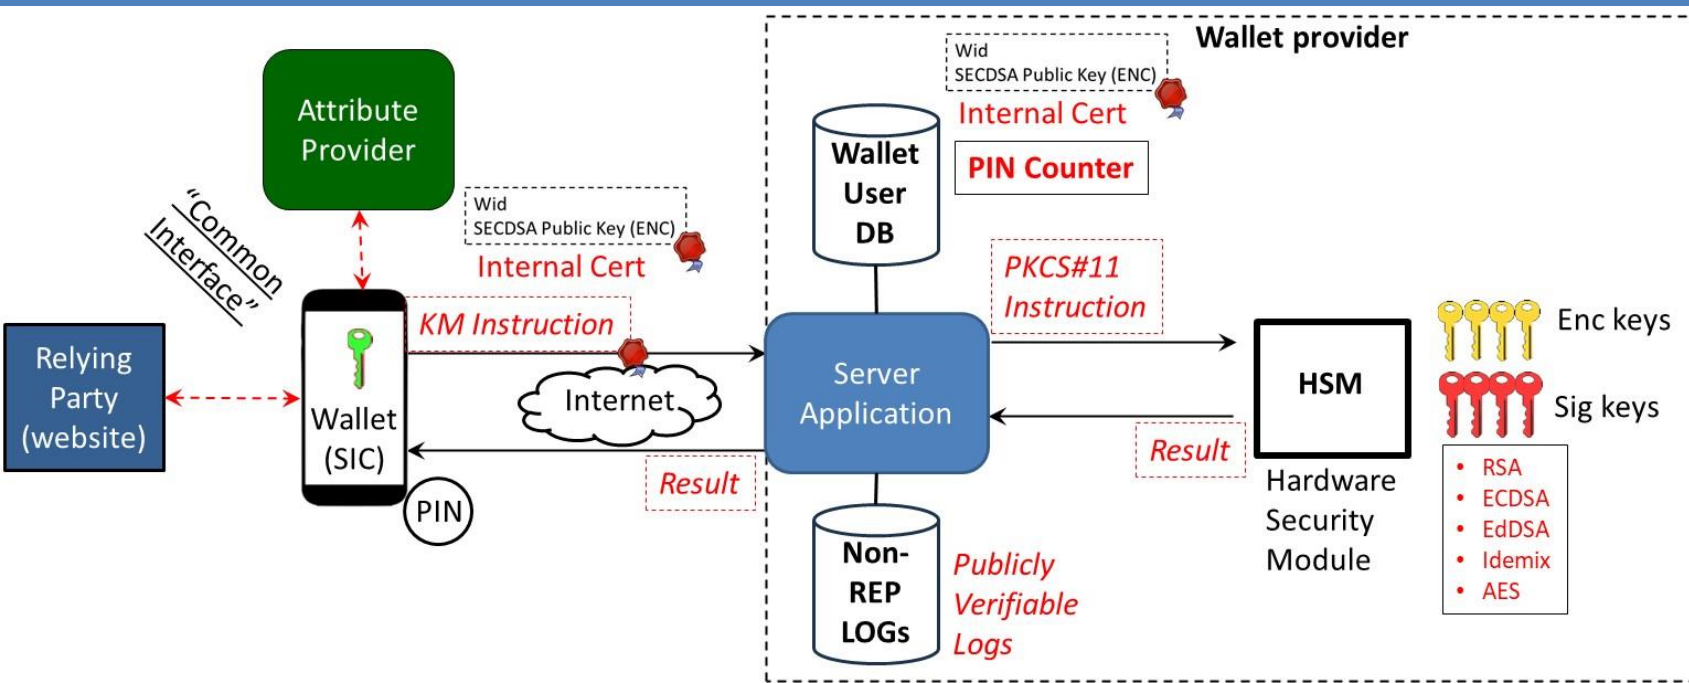 Wallet provider
Wid
SECDSA Public Key (ENC)
Internal Cert
PIN Counter
Attribute
Provider
Wallet
User
DB
"Common
Interface"
Wid
SECDSA Public Key (ENC)
Internal Cert
KM Instruction
PKCS#11
Instruction
Relying
Party
(website)
Wallet
(SIC)
PIN
Internet
Result
Server
Application
Result
HSM
Hardware
Security
Module
Enc keys
Sig keys
• RSA
• ECDSA
• EdDSA
• Idemix
• AES
Non-
REP
LOGs
Publicly
Verifiable
Logs